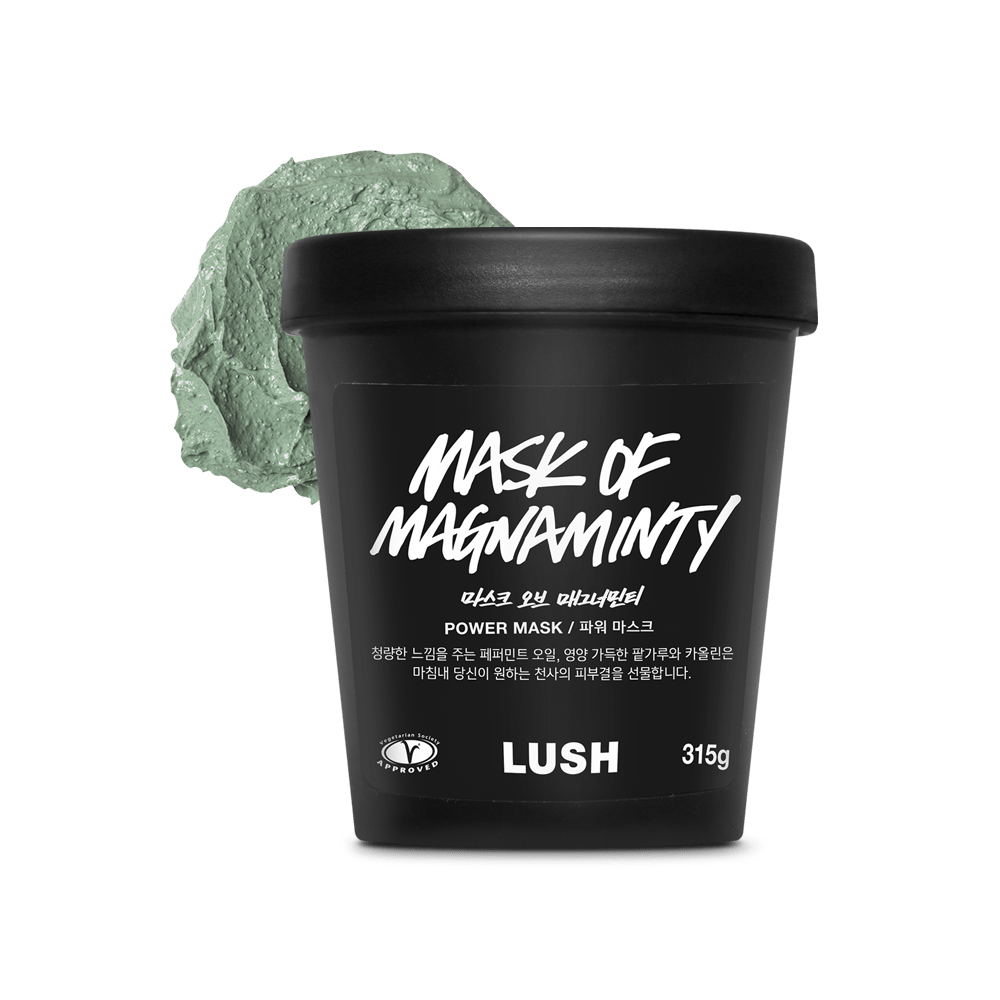 MASK OF
MAGNAMINTY
마스크 오브 매그너민티
POWER MASK / 파워 마스크
청량한 느낌을 주는 페퍼민트 오일, 영양 가득한 팥가루와 카올린은
마침내 당신이 원하는 천사의 피부결을 선물합니다.
Vegetarian Society
APPROVED
LUSH
315g